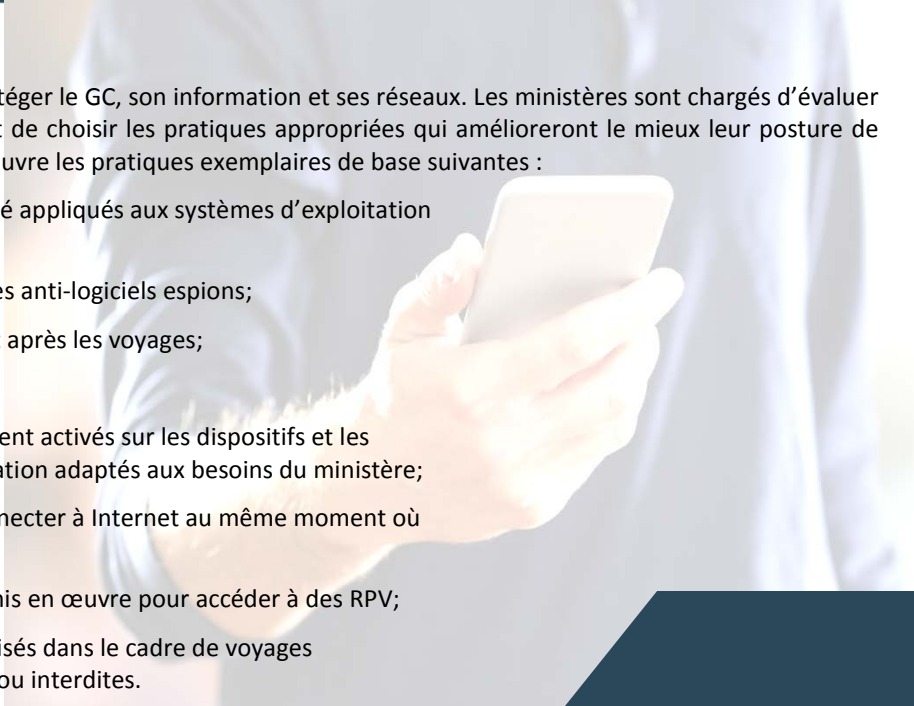 téger le GC, son information et ses réseaux. Les ministères sont chargés d’évaluer
de choisir les pratiques appropriées qui amélioreront le mieux leur posture de
uvre les pratiques exemplaires de base suivantes :
é appliqués aux systèmes d’exploitation
es anti-logiciels espions;
après les voyages;
ent activés sur les dispositifs et les
ation adaptés aux besoins du ministère;
necter à Internet au même moment où
is en œuvre pour accéder à des RPV;
isés dans le cadre de voyages
ou interdites.